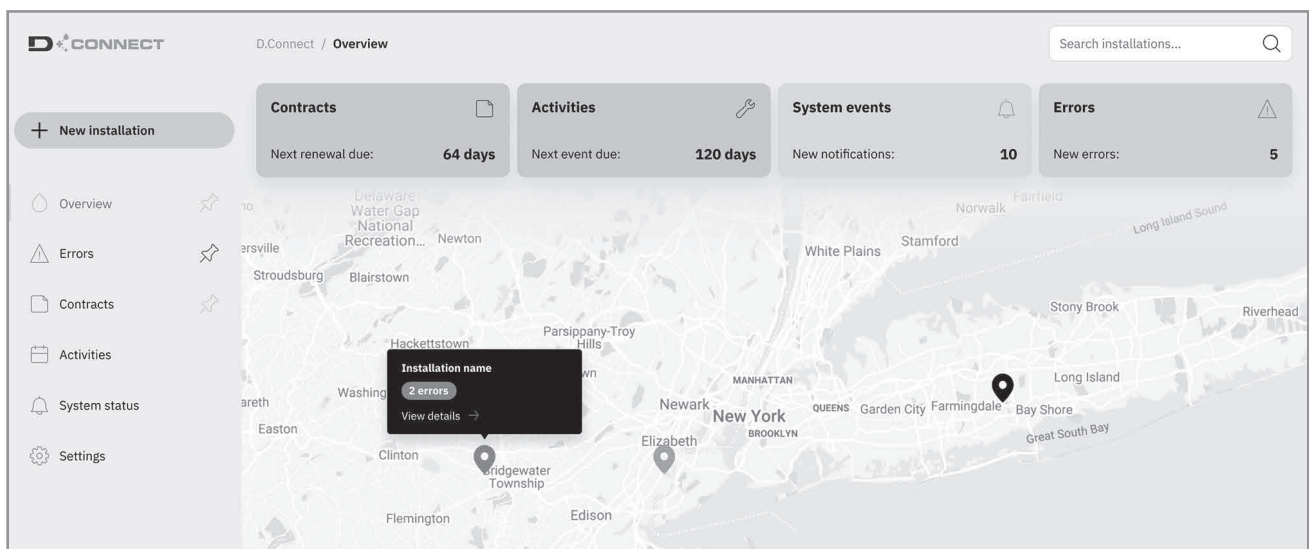 D CONNECT
D.Connect / Overview
Search installations...
New installation
Overview
Errors
Contracts
Activities
System status
Settings
Contracts
Next renewal due: 64 days
Activities
Next event due: 120 days
System events
New notifications: 10
Errors
New errors: 5
Delaware
Water Gap
National
Recreation...
Newton
Fairfield
Norwalk
Long Island Sound
Stamford
White Plains
ersville
Stroudsburg
Blairstown
Stony Brook
Riverhead
Parsippany-Troy
Hills
Hackettstown
Installation name
2 errors
View details
wn
Washing
MANHATTAN
Long Island
areth
Newark
New York
QUEENS
Garden City
Farmingdale
Bay Shore
Easton
BROOKLYN
Great South Bay
Elizabeth
Clinton
Bridgewater
Township
Flemington
Edison